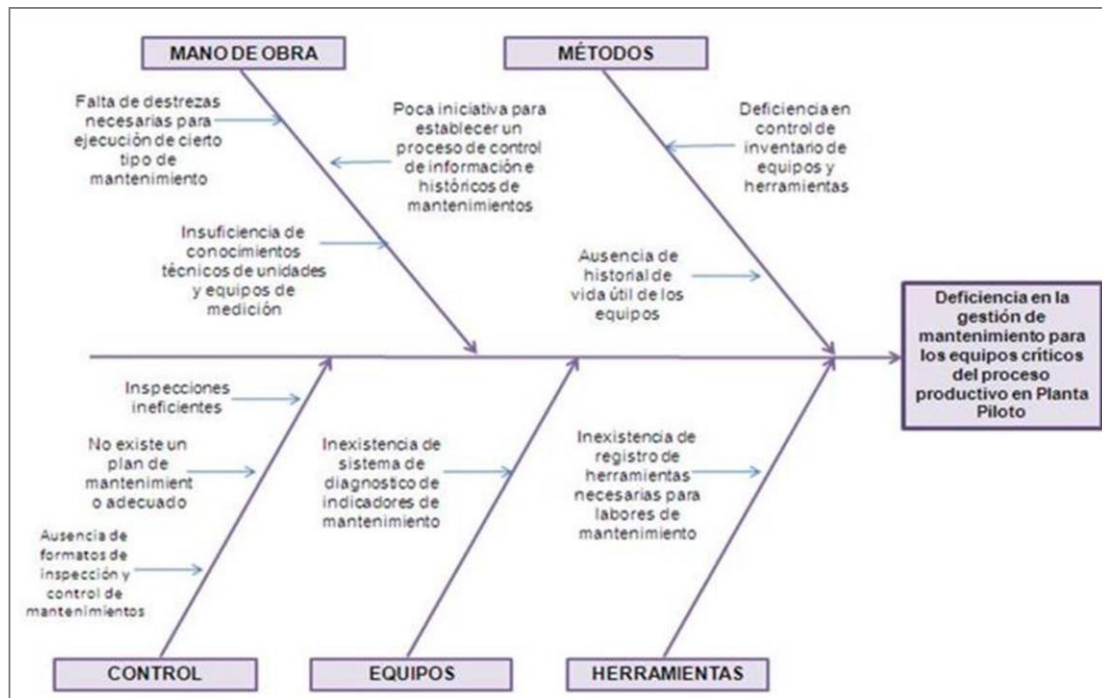 MANO DE OBRA
MÉTODOS
Falta de destrezas
necesarias para
ejecución de cierto
tipo de
mantenimiento
Poca iniciativa para
establecer un
proceso de control
de información e
históricos de
mantenimientos
Deficiencia en
control de
inventario de
equipos y
herramientas
Insuficiencia de
conocimientos
técnicos de unidades
y equipos de
medición
Ausencia de
historial de
vida útil de los
equipos
Deficiencia en la
gestión de
mantenimiento para
los equipos críticos
del proceso
productivo en Planta
Piloto
Inspecciones
ineficientes
No existe un
plan de
mantenimient
o adecuado
Ausencia de
formatos de
inspección y
control de
mantenimientos
Inexistencia de
sistema de
diagnostico de
indicadores de
mantenimiento
Inexistencia de
registro de
herramientas
necesarias para
labores de
mantenimiento
CONTROL
EQUIPOS
HERRAMIENTAS